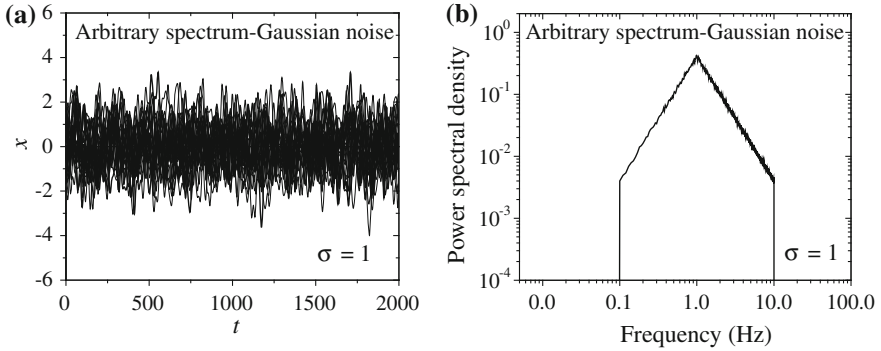 (a)
Arbitrary spectrum-Gaussian noise
6
4
2
0
-2
-4
-6
x
σ = 1
0 500 1000 1500 2000
t
(b)
Arbitrary spectrum-Gaussian noise
10⁰
10⁻¹
10⁻²
10⁻³
10⁻⁴
Power spectral density
σ = 1
0.0 0.1 1.0 10.0 100.0
Frequency (Hz)